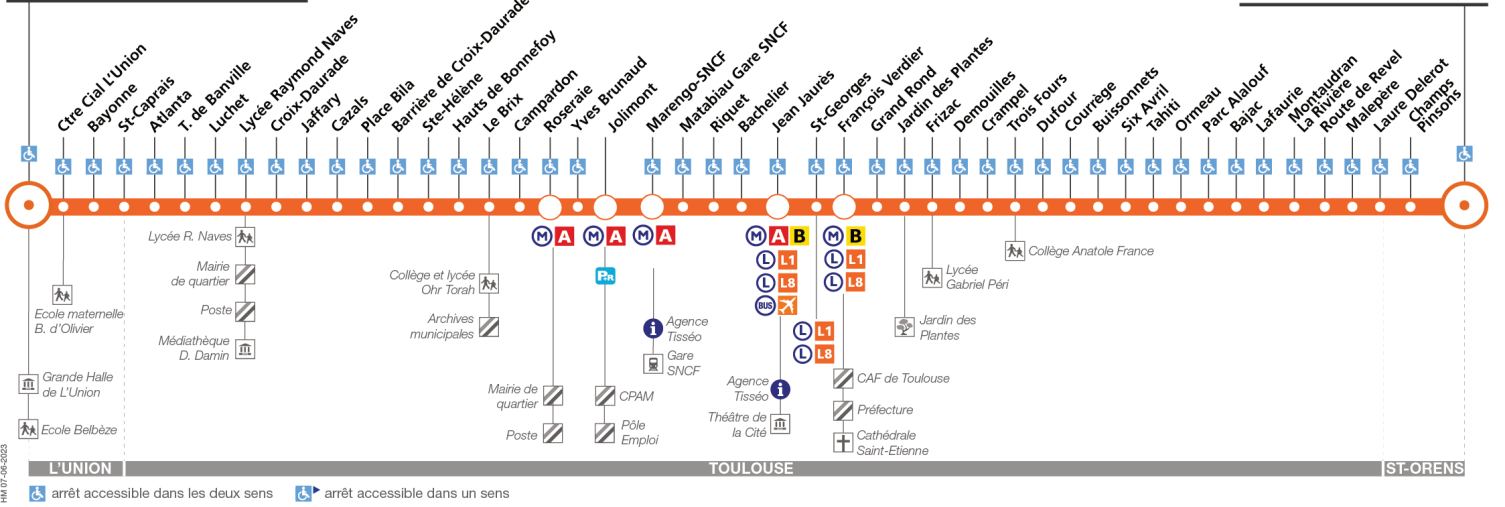 Ctre Cial L'Union
Bayonne
St-Caprais
Atlanta
T. de Banville
Luchet
Lycée Raymond Naves
Croix-Daurade
Jaffary
Cazals
Place Bila
Barrière de Croix-Daurade
Ste-Hélène
Hauts de Bonnefoy
Le Brix
Campardon
Roseraie
Yves Brunaud
Jolimont
Marengo-SNCF
Matabiau Gare SNCF
Riquet
Bachelier
Jean Jaurès
St-Georges
François Verdier
Grand Rond
Jardin des Plantes
Frizac
Demouilles
Crampel
Trois Fours
Dufour
Courrège
Buissonnets
Six Avril
Tahiti
Ormeau
Parc Alalouf
Bajac
Lafaurie
Montaudran
La Rivière
Route de Revel
Malepère
Laure Delerot
Champs
Pinsons
M A
M A
M A
M A B
M B
L L1
L L1
L L8
L L8
BUS
P+R
L L1
L L8
Lycée R. Naves
Mairie
de quartier
Poste
Médiathèque
D. Damin
Ecole maternelle
B. d'Olivier
Grande Halle
de L'Union
Ecole Belbèze
Collège et lycée
Ohr Torah
Archives
municipales
Mairie de
quartier
Poste
CPAM
Pôle
Emploi
i Agence
Tisséo
Gare
SNCF
Agence
Tisséo i
Théâtre de
la Cité
CAF de Toulouse
Préfecture
Cathédrale
Saint-Etienne
Jardin des
Plantes
Lycée
Gabriel Péri
Collège Anatole France
L'UNION
TOULOUSE
ST-ORENS
arrêt accessible dans les deux sens
arrêt accessible dans un sens
HM 07-06-2023